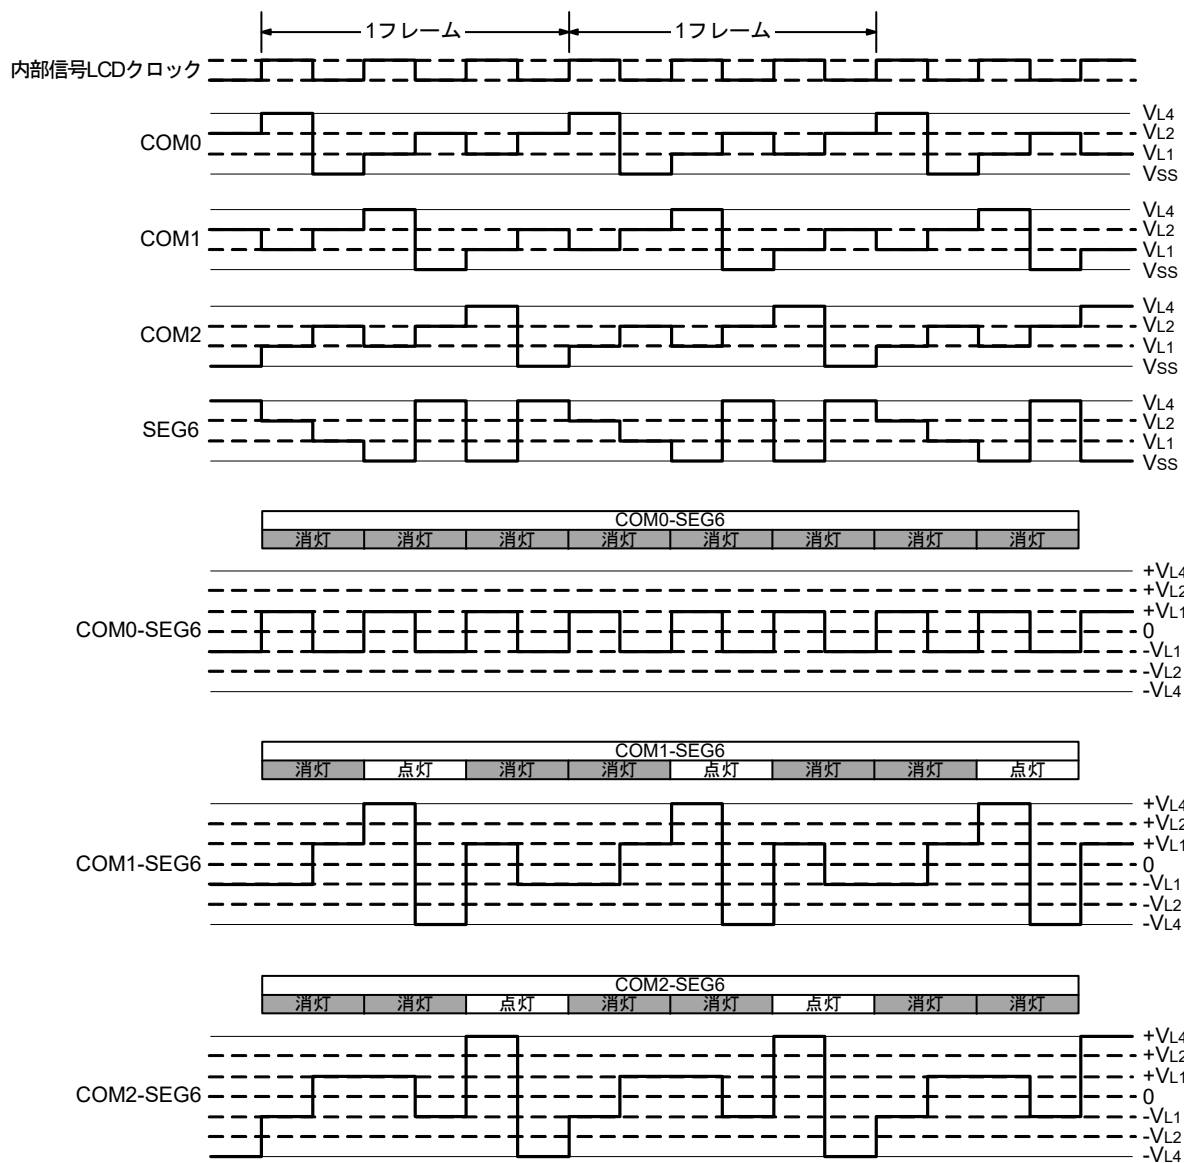 1フレーム 1フレーム
内部信号LCDクロック
COM0
VL4
VL2
VL1
VSS
COM1
VL4
VL2
VL1
VSS
COM2
VL4
VL2
VL1
VSS
SEG6
VL4
VL2
VL1
VSS
COM0-SEG6
消灯 消灯 消灯 消灯 消灯 消灯 消灯 消灯
COM0-SEG6
+VL4
+VL2
+VL1
0
-VL1
-VL2
-VL4
COM1-SEG6
消灯 点灯 消灯 消灯 点灯 消灯 消灯 点灯
COM1-SEG6
+VL4
+VL2
+VL1
0
-VL1
-VL2
-VL4
COM2-SEG6
消灯 消灯 点灯 消灯 消灯 点灯 消灯 消灯
COM2-SEG6
+VL4
+VL2
+VL1
0
-VL1
-VL2
-VL4